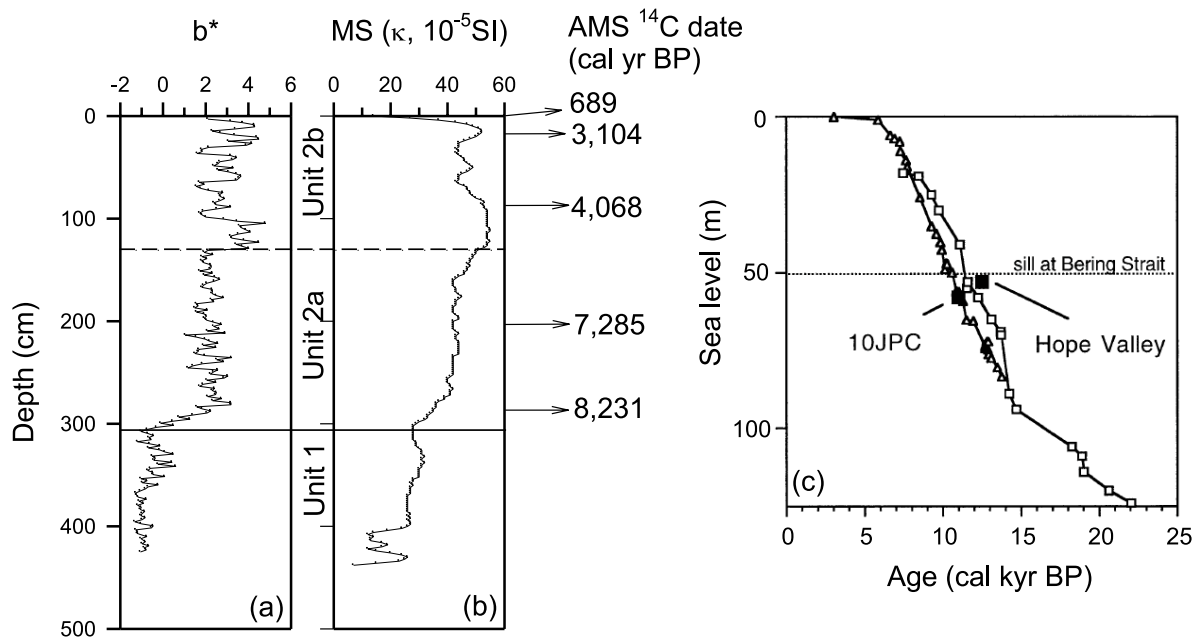 b*
MS (κ, 10⁻⁵SI)
AMS ¹⁴C date
(cal yr BP)
-2 0 2 4 6
0 20 40 60
Depth (cm)
0
100
200
300
400
500
Unit 2b
Unit 2a
Unit 1
(a)
(b)
689
3,104
4,068
7,285
8,231
Sea level (m)
0
50
100
sill at Bering Strait
10JPC
Hope Valley
(c)
0 5 10 15 20 25
Age (cal kyr BP)